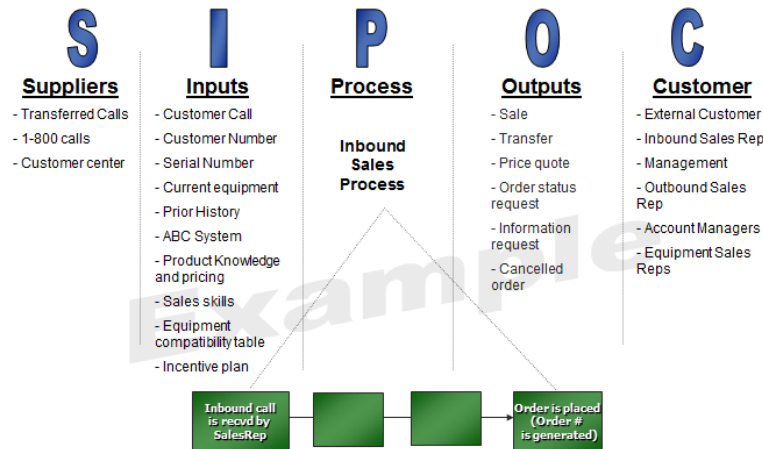 S I P O C
Suppliers
- Transferred Calls
- 1-800 calls
- Customer center
Inputs
- Customer Call
- Customer Number
- Serial Number
- Current equipment
- Prior History
- ABC System
- Product Knowledge
and pricing
- Sales skills
- Equipment
compatibility table
- Incentive plan
Process
Inbound
Sales
Process
Outputs
- Sale
- Transfer
- Price quote
- Order status
request
- Information
request
- Cancelled
order
Customer
- External Customer
- Inbound Sales Rep
- Management
- Outbound Sales
Rep
- Account Managers
- Equipment Sales
Reps
Example
Inbound call
is recvd by
SalesRep
Order is placed
(Order #
is generated)